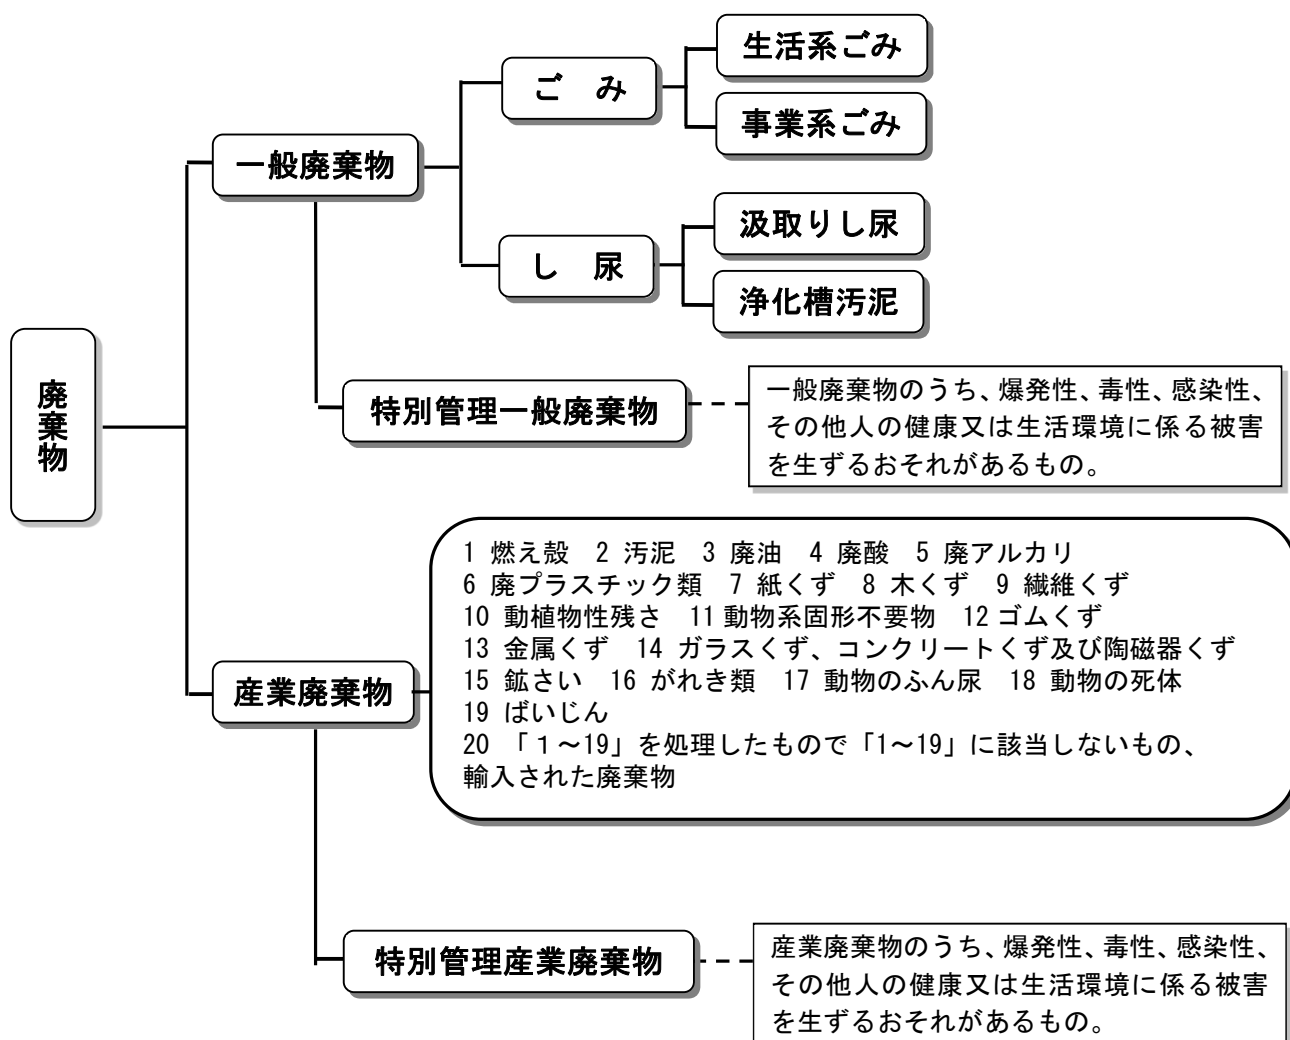 生活系ごみ
ご　み
事業系ごみ
一般廃棄物
汲取りし尿
し　尿
浄化槽汚泥
廃棄物
特別管理一般廃棄物
一般廃棄物のうち、爆発性、毒性、感染性、
その他人の健康又は生活環境に係る被害
を生ずるおそれがあるもの。
産業廃棄物
1 燃え殻　2 汚泥　3 廃油　4 廃酸　5 廃アルカリ
6 廃プラスチック類　7 紙くず　8 木くず　9 繊維くず
10 動植物性残さ　11 動物系固形不要物　12 ゴムくず
13 金属くず　14 ガラスくず、コンクリートくず及び陶磁器くず
15 鉱さい　16 がれき類　17 動物のふん尿　18 動物の死体
19 ばいじん
20 「１～19」を処理したもので「1～19」に該当しないもの、
輸入された廃棄物
特別管理産業廃棄物
産業廃棄物のうち、爆発性、毒性、感染性、
その他人の健康又は生活環境に係る被害
を生ずるおそれがあるもの。